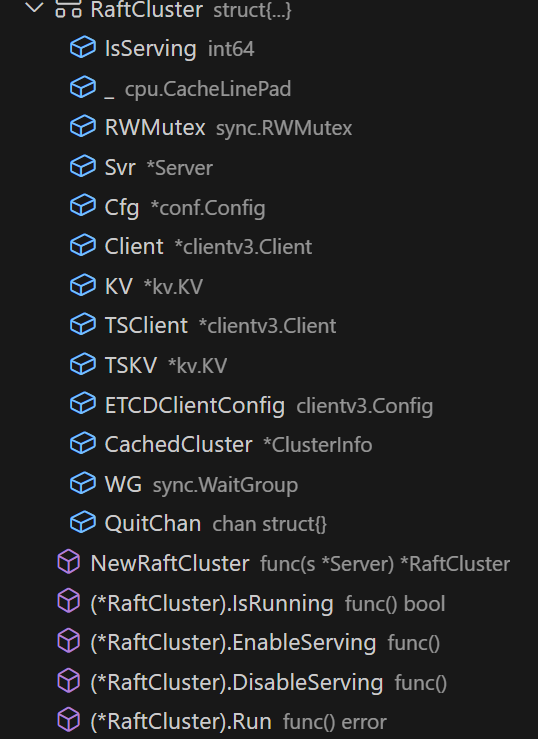 RaftCluster struct{...}
IsServing int64
_ cpu.CacheLinePad
RWMutex sync.RWMutex
Svr *Server
Cfg *conf.Config
Client *clientv3.Client
KV *kv.KV
TSClient *clientv3.Client
TSKV *kv.KV
ETCDClientConfig clientv3.Config
CachedCluster *ClusterInfo
WG sync.WaitGroup
QuitChan chan struct{}
NewRaftCluster func(s *Server) *RaftCluster
(*RaftCluster).IsRunning func() bool
(*RaftCluster).EnableServing func()
(*RaftCluster).DisableServing func()
(*RaftCluster).Run func() error